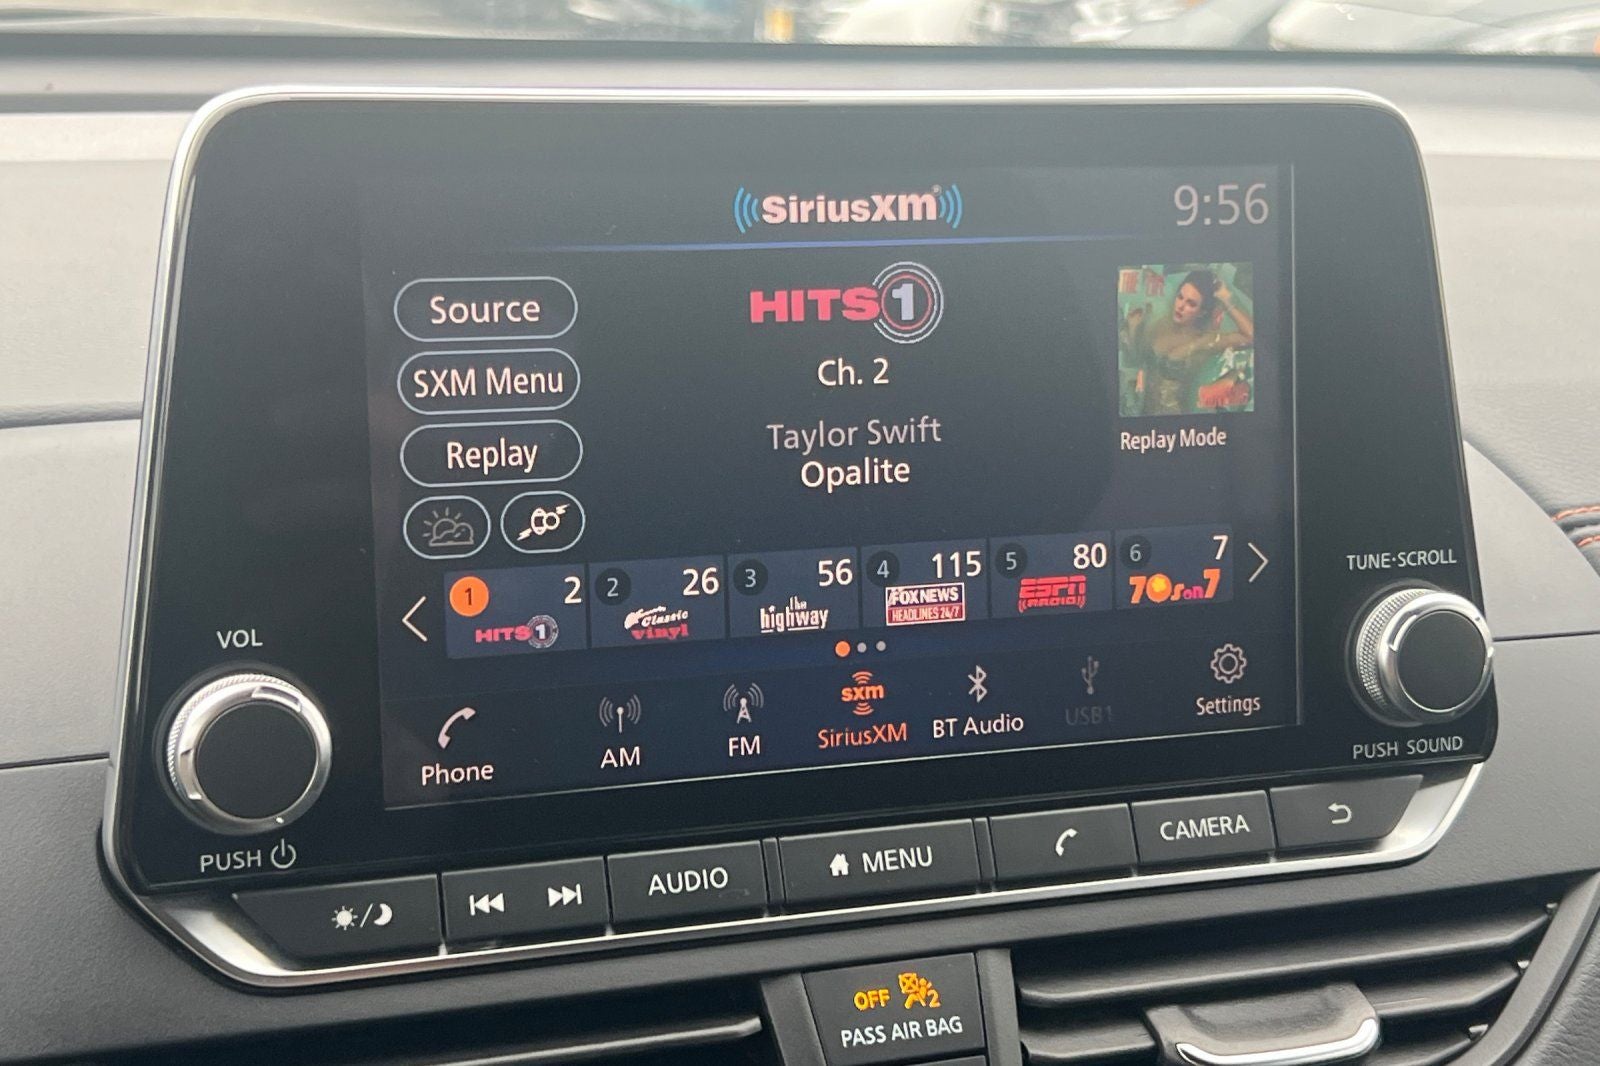 SiriusXM
9:56
Source
HITS 1
SXM Menu
Ch. 2
Replay
Taylor Swift
Opalite
Replay Mode
1 2 HITS 1
2 26 Classic vinyl
3 56 the highway
4 115 FOX NEWS HEADLINES 24/7
5 80 ESPN RADIO
6 7 70s on 7
Phone
AM
FM
sxm
SiriusXM
BT Audio
USB1
Settings
VOL
PUSH
TUNE·SCROLL
PUSH SOUND
AUDIO
MENU
CAMERA
OFF 2
PASS AIR BAG